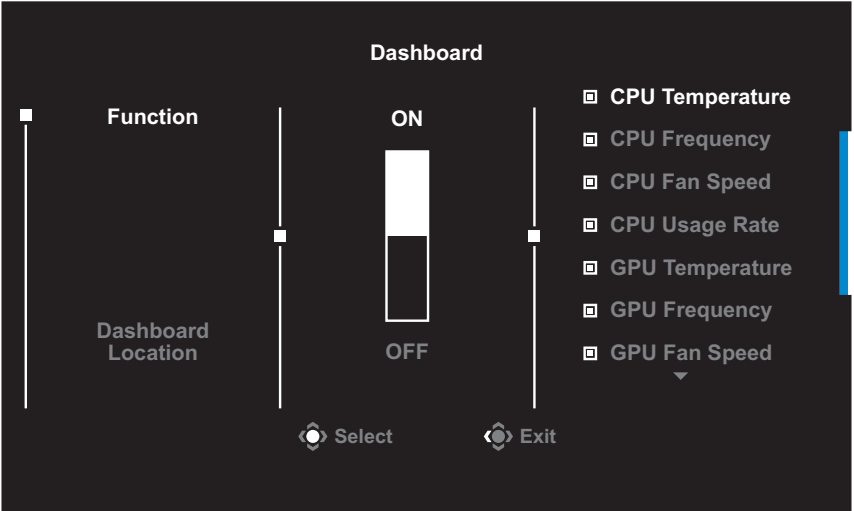 Dashboard
Function
Dashboard
Location
ON
OFF
CPU Temperature
CPU Frequency
CPU Fan Speed
CPU Usage Rate
GPU Temperature
GPU Frequency
GPU Fan Speed
Select
Exit